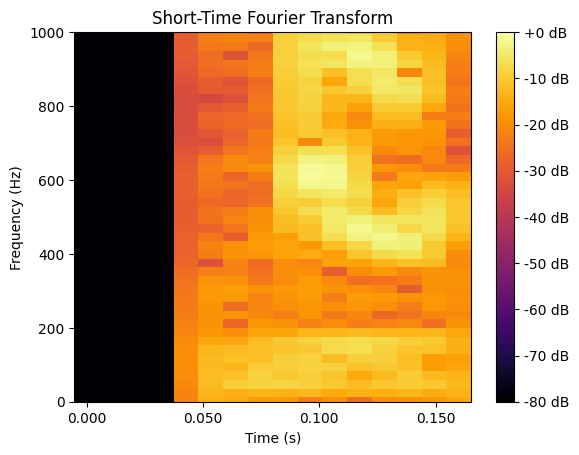 Short-Time Fourier Transform
Frequency (Hz)
1000
800
600
400
200
0
0.000
0.050
0.100
0.150
Time (s)
+0 dB
-10 dB
-20 dB
-30 dB
-40 dB
-50 dB
-60 dB
-70 dB
-80 dB